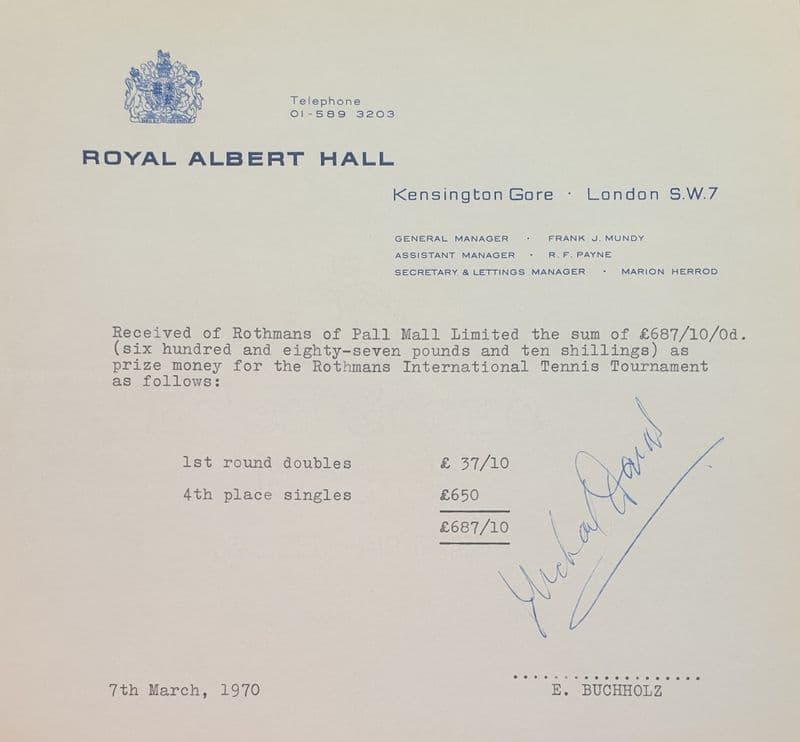 Telephone
01-589 3203
ROYAL ALBERT HALL
Kensington Gore · London S.W.7
GENERAL MANAGER · FRANK J. MUNDY
ASSISTANT MANAGER · R. F. PAYNE
SECRETARY & LETTINGS MANAGER · MARION HERROD
Received of Rothmans of Pall Mall Limited the sum of £687/10/0d.
(six hundred and eighty-seven pounds and ten shillings) as
prize money for the Rothmans International Tennis Tournament
as follows:
1st round doubles £ 37/10
4th place singles £650
£687/10
7th March, 1970
E. BUCHHOLZ